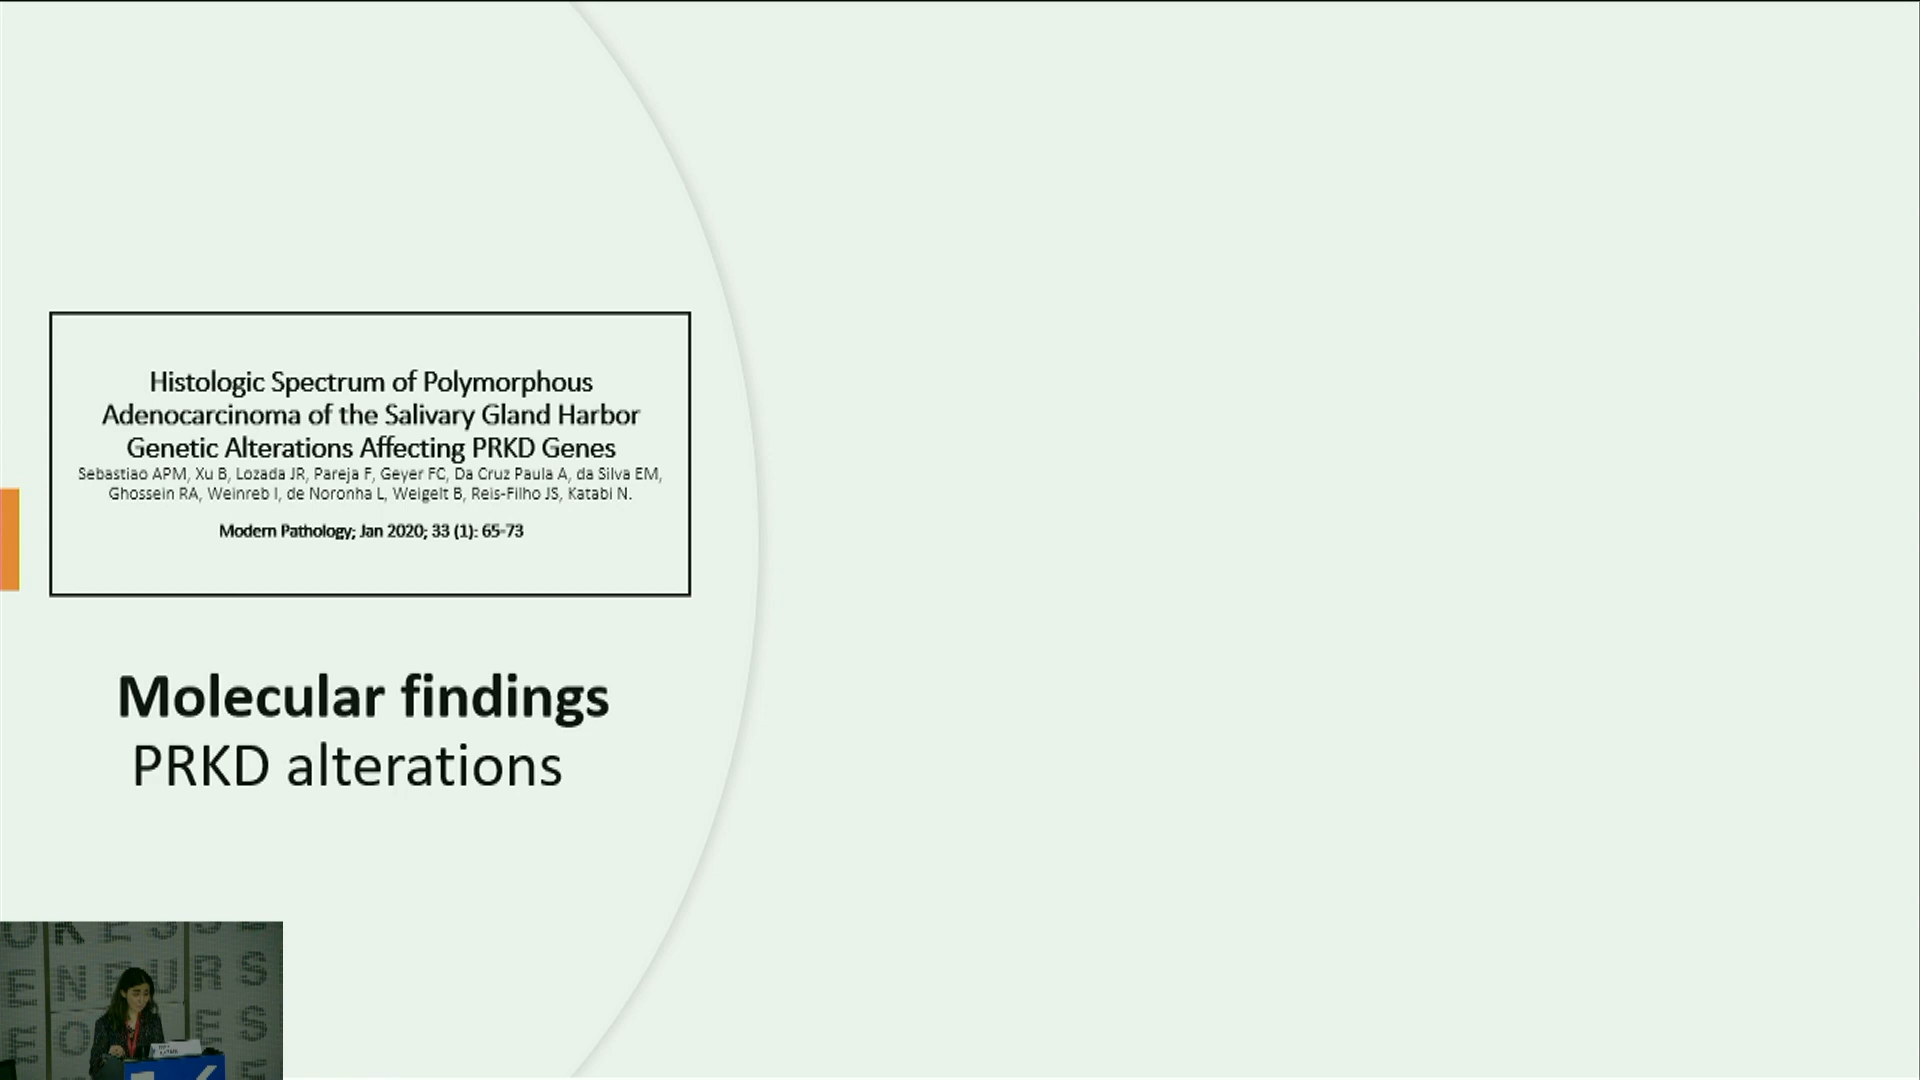 Histologic Spectrum of Polymorphous
Adenocarcinoma of the Salivary Gland Harbor
Genetic Alterations Affecting PRKD Genes
Sebastiao APM, Xu B, Lozada JR, Pareja F, Geyer FC, Da Cruz Paula A, da Silva EM,
Ghossein RA, Weinreb I, de Noronha L, Weigelt B, Reis-Filho JS, Katabi N.
Modern Pathology; Jan 2020; 33 (1): 65-73
Molecular findings
PRKD alterations